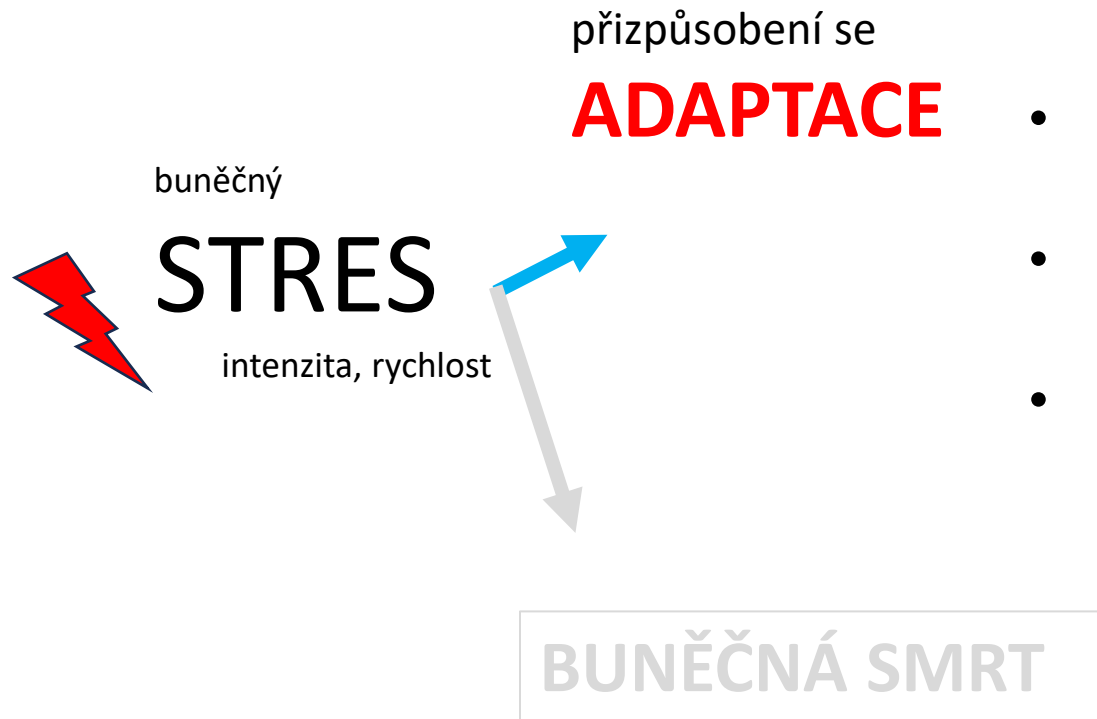 přizpůsobení se
ADAPTACE
buněčný
STRES
intenzita, rychlost
•
•
•
BUNĚČNÁ SMRT